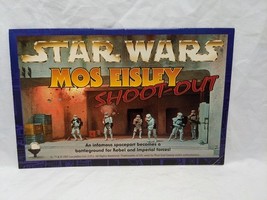 STAR WARS
MOS EISLEY
SHOOT-OUT
An infamous spaceport becomes a
battleground for Rebel and Imperial forces!